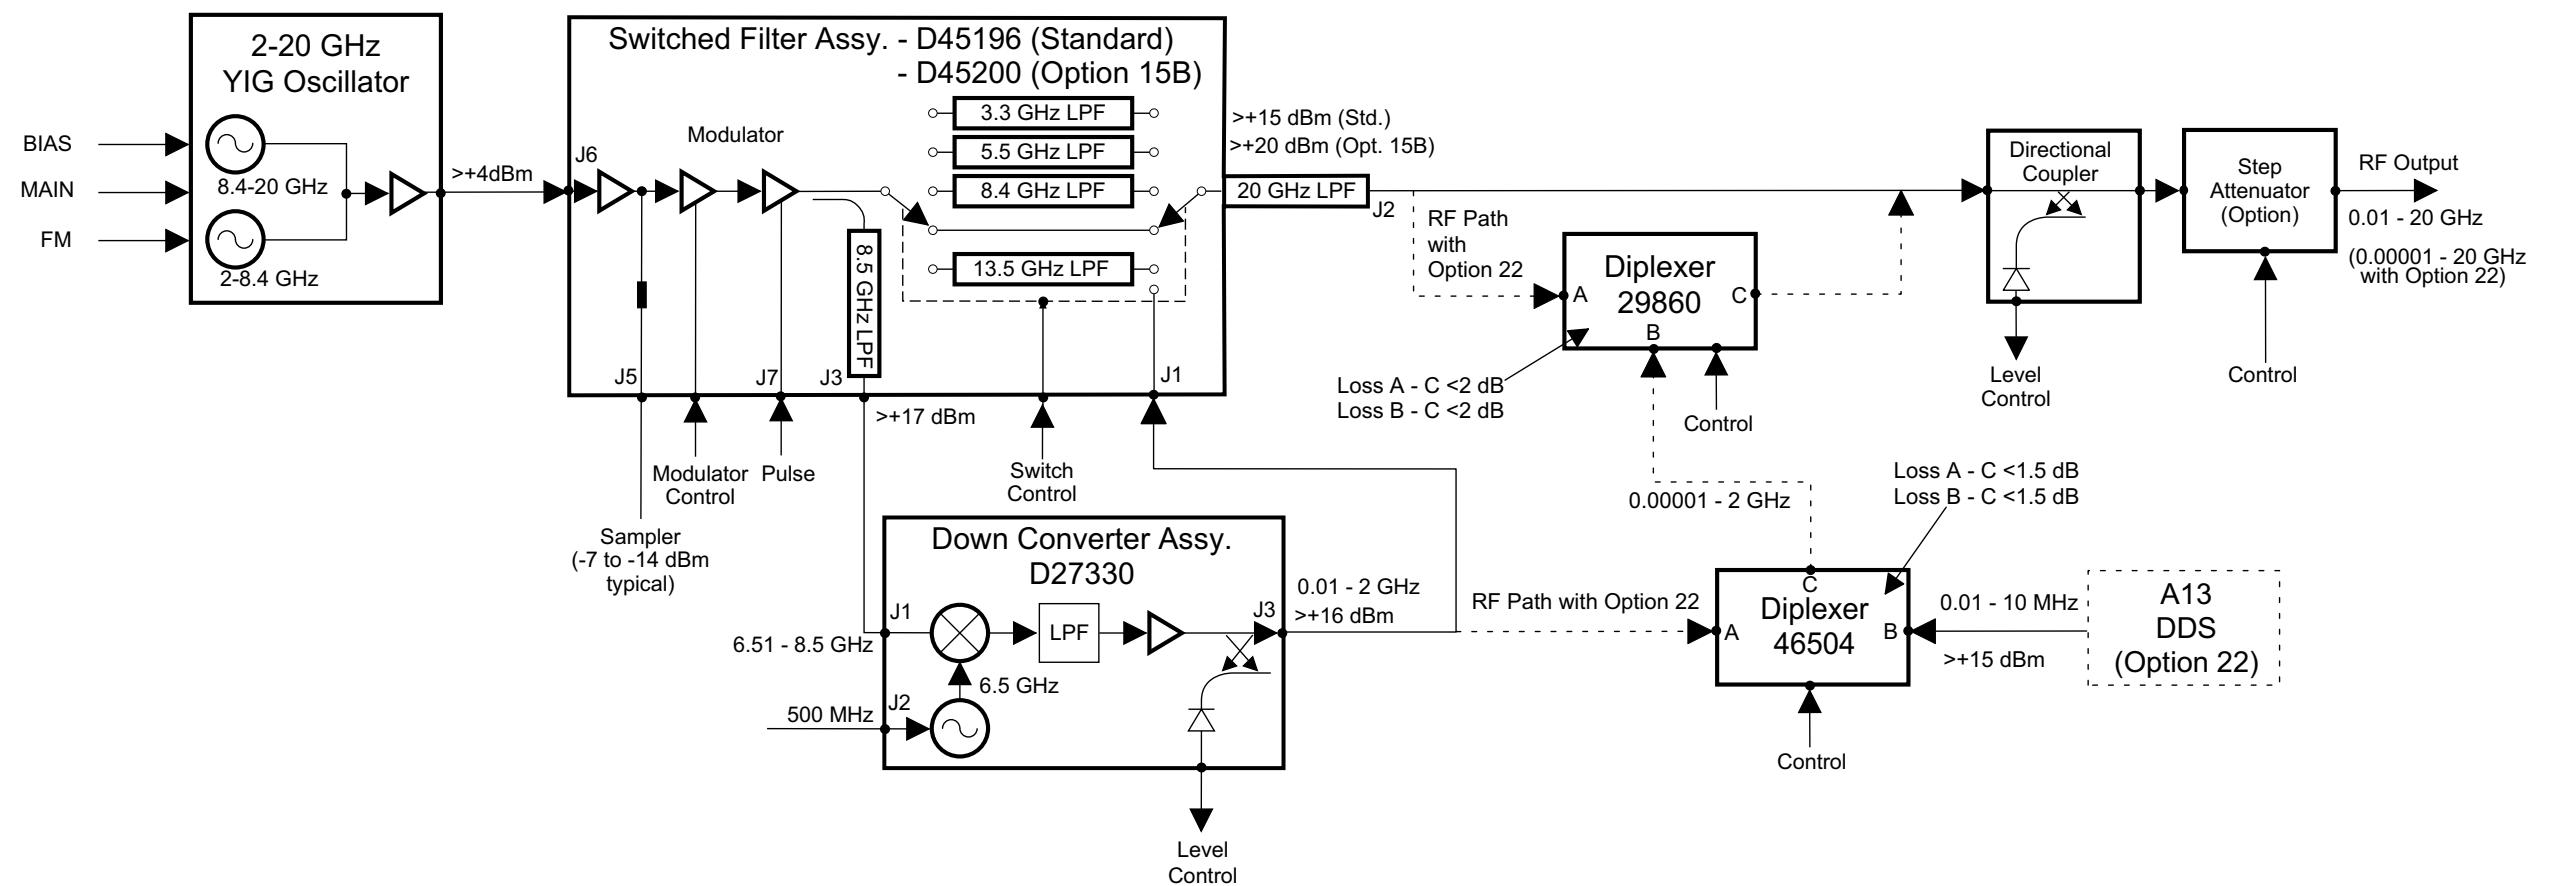 2-20 GHz
YIG Oscillator
8.4-20 GHz
2-8.4 GHz
BIAS
MAIN
FM
>+4dBm
Switched Filter Assy. - D45196 (Standard)
- D45200 (Option 15B)
J6
Modulator
3.3 GHz LPF
5.5 GHz LPF
8.4 GHz LPF
13.5 GHz LPF
8.5 GHz LPF
J5
J7
J3
J1
>+15 dBm (Std.)
>+20 dBm (Opt. 15B)
20 GHz LPF
J2
RF Path
with
Option 22
Diplexer
29860
A
B
C
Loss A - C <2 dB
Loss B - C <2 dB
Control
Directional
Coupler
Level
Control
Step
Attenuator
(Option)
Control
RF Output
0.01 - 20 GHz
(0.00001 - 20 GHz
with Option 22)
>+17 dBm
Modulator
Control
Pulse
Switch
Control
Sampler
(-7 to -14 dBm
typical)
Down Converter Assy.
D27330
J1
6.51 - 8.5 GHz
LPF
J3
6.5 GHz
J2
500 MHz
Level
Control
0.01 - 2 GHz
>+16 dBm
RF Path with Option 22
0.00001 - 2 GHz
Loss A - C <1.5 dB
Loss B - C <1.5 dB
C
Diplexer
46504
A
B
Control
0.01 - 10 MHz
>+15 dBm
A13
DDS
(Option 22)